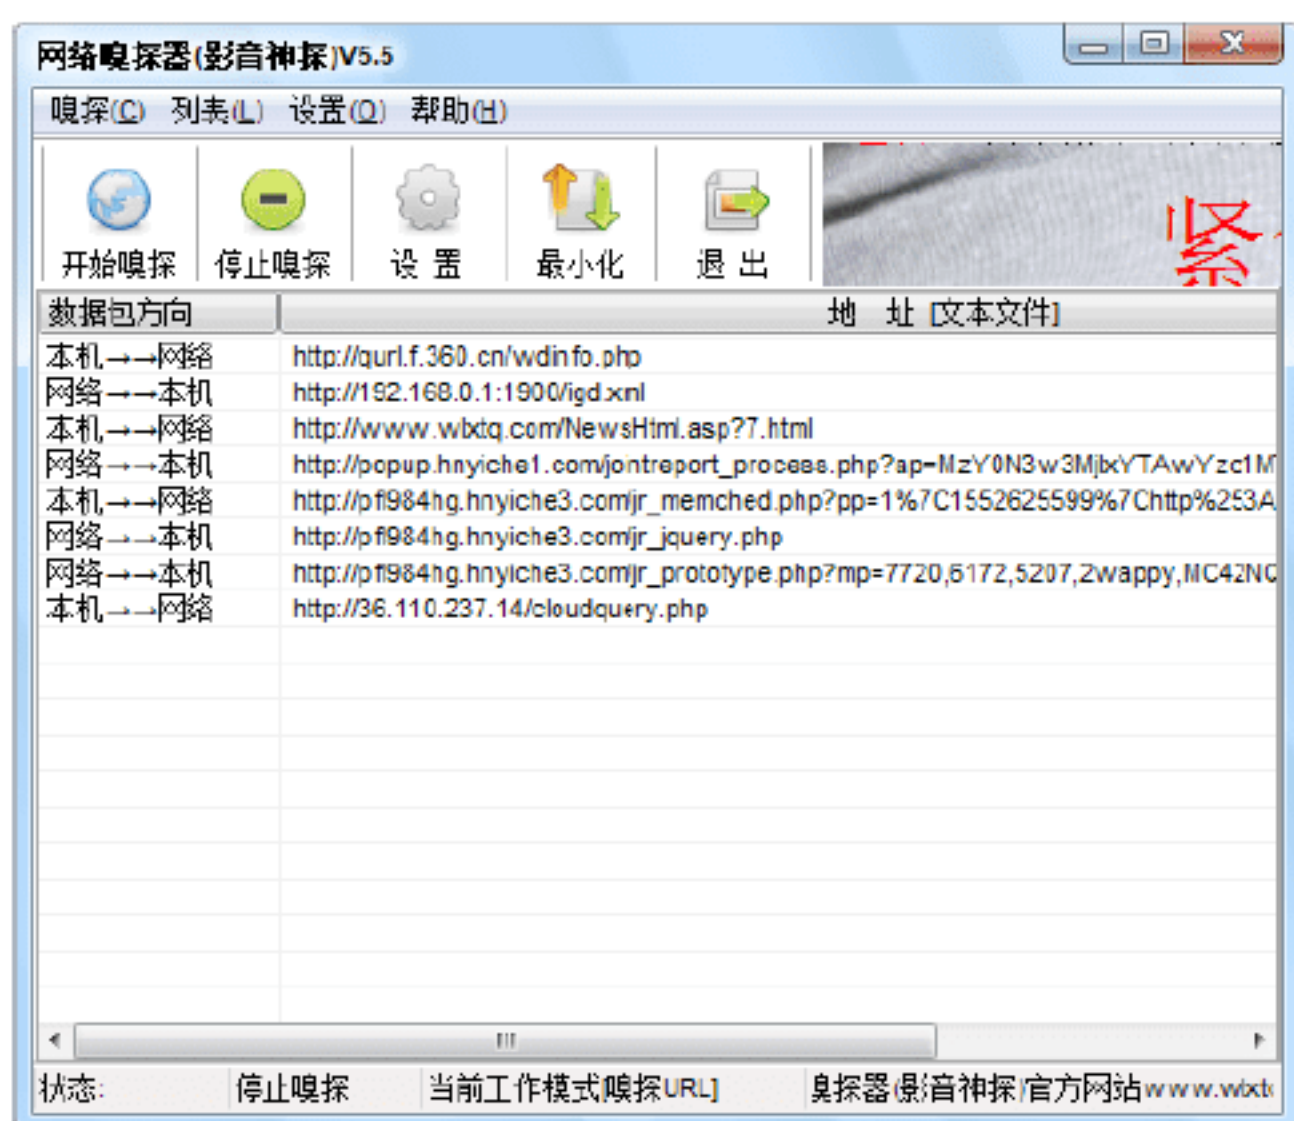 网络嗅探器(影音神探)V5.5
嗅探(C) 列表(L) 设置(O) 帮助(H)
开始嗅探 停止嗅探 设 置 最小化 退 出
紧
数据包方向 地 址 [文本文件]
本机→→网络 http://qurl.f.360.cn/wdinfo.php
网络→→本机 http://192.168.0.1:1900/igd.xml
本机→→网络 http://www.wlxtq.com/NewsHtml.asp?7.html
网络→→本机 http://popup.hnyiche1.com/jointreport_process.php?ap=MzY0N3w3MjIxYTAwYzc1M
本机→→网络 http://pfl984hg.hnyiche3.com/jr_memched.php?pp=1%7C1552625599%7Chttp%253A
网络→→本机 http://pfl984hg.hnyiche3.com/jr_jquery.php
网络→→本机 http://pfl984hg.hnyiche3.com/jr_prototype.php?mp=7720,6172,5207,2wappy,MC42NC
本机→→网络 http://36.110.237.14/cloudquery.php
状态: 停止嗅探 当前工作模式[嗅探URL] 嗅探器(影音神探)官方网站www.wlxt